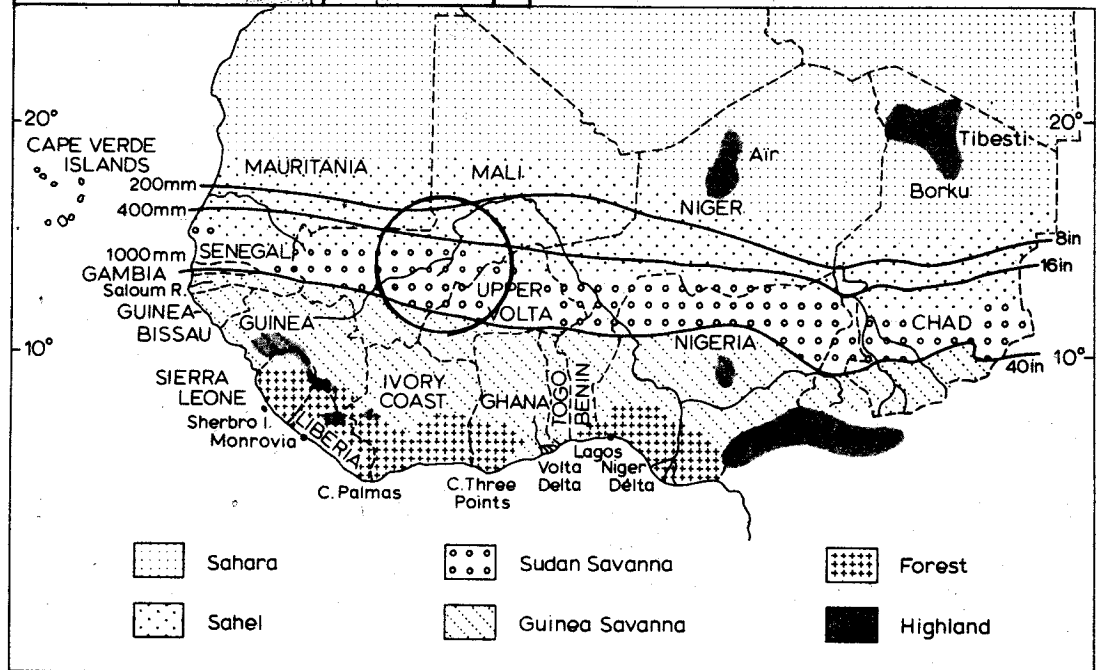 20°
20°
CAPE VERDE
ISLANDS
MAURITANIA
MALI
Aïr
Tibesti
200mm
NIGER
Borku
400mm
8in
1000mm
SENEGAL
16in
GAMBIA
Saloum R.
UPPER
VOLTA
GUINEA-
BISSAU
GUINEA
CHAD
NIGERIA
10°
10°
40in
SIERRA
LEONE
IVORY
COAST
GHANA
TOGO
BENIN
Sherbro I.
Monrovia
LIBERIA
Lagos
Volta
Delta
Niger
Delta
C. Palmas
C. Three
Points
Sahara
Sudan Savanna
Forest
Sahel
Guinea Savanna
Highland